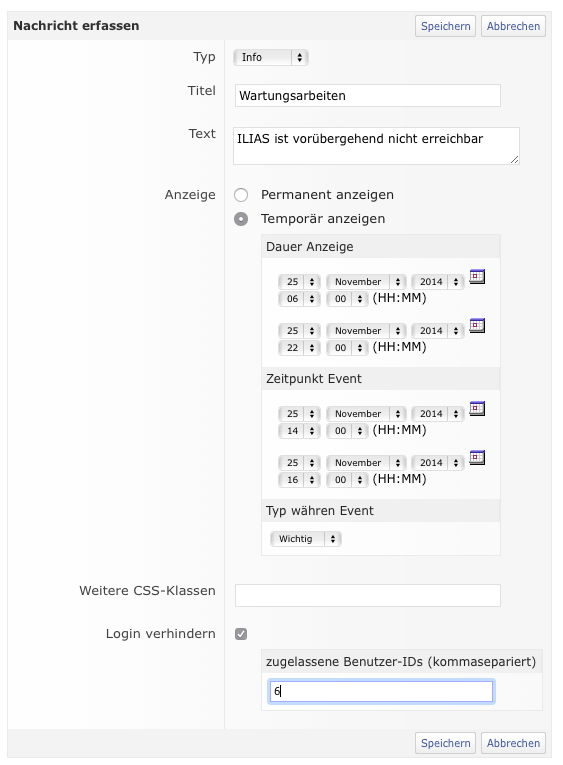 Nachricht erfassen Speichern Abbrechen
Typ Info
Titel Wartungsarbeiten
Text ILIAS ist vorübergehend nicht erreichbar
Anzeige Permanent anzeigen
Temporär anzeigen
Dauer Anzeige
25 November 2014
06 00 (HH:MM)
25 November 2014
22 00 (HH:MM)
Zeitpunkt Event
25 November 2014
14 00 (HH:MM)
25 November 2014
16 00 (HH:MM)
Typ währen Event
Wichtig
Weitere CSS-Klassen
Login verhindern
zugelassene Benutzer-IDs (kommasepariert)
6
Speichern Abbrechen